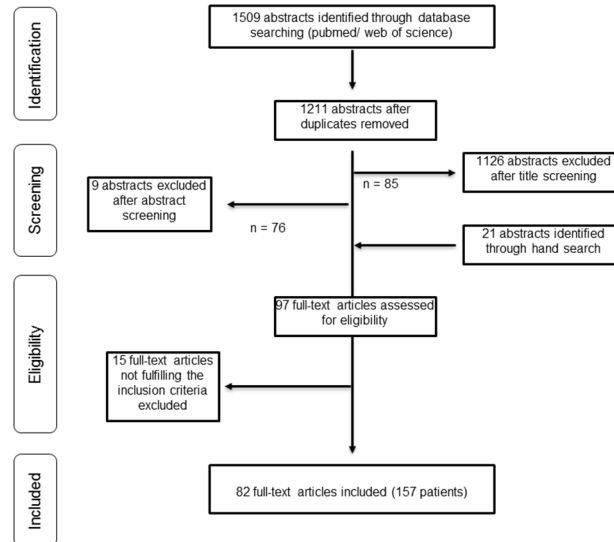 Identification
1509 abstracts identified through database
searching (pubmed/ web of science)
1211 abstracts after
duplicates removed
Screening
1126 abstracts excluded
after title screening
n = 85
9 abstracts excluded
after abstract
screening
n = 76
21 abstracts identified
through hand search
Eligibility
97 full-text articles assessed
for eligibility
15 full-text articles
not fulfilling the
inclusion criteria
excluded
Included
82 full-text articles included (157 patients)